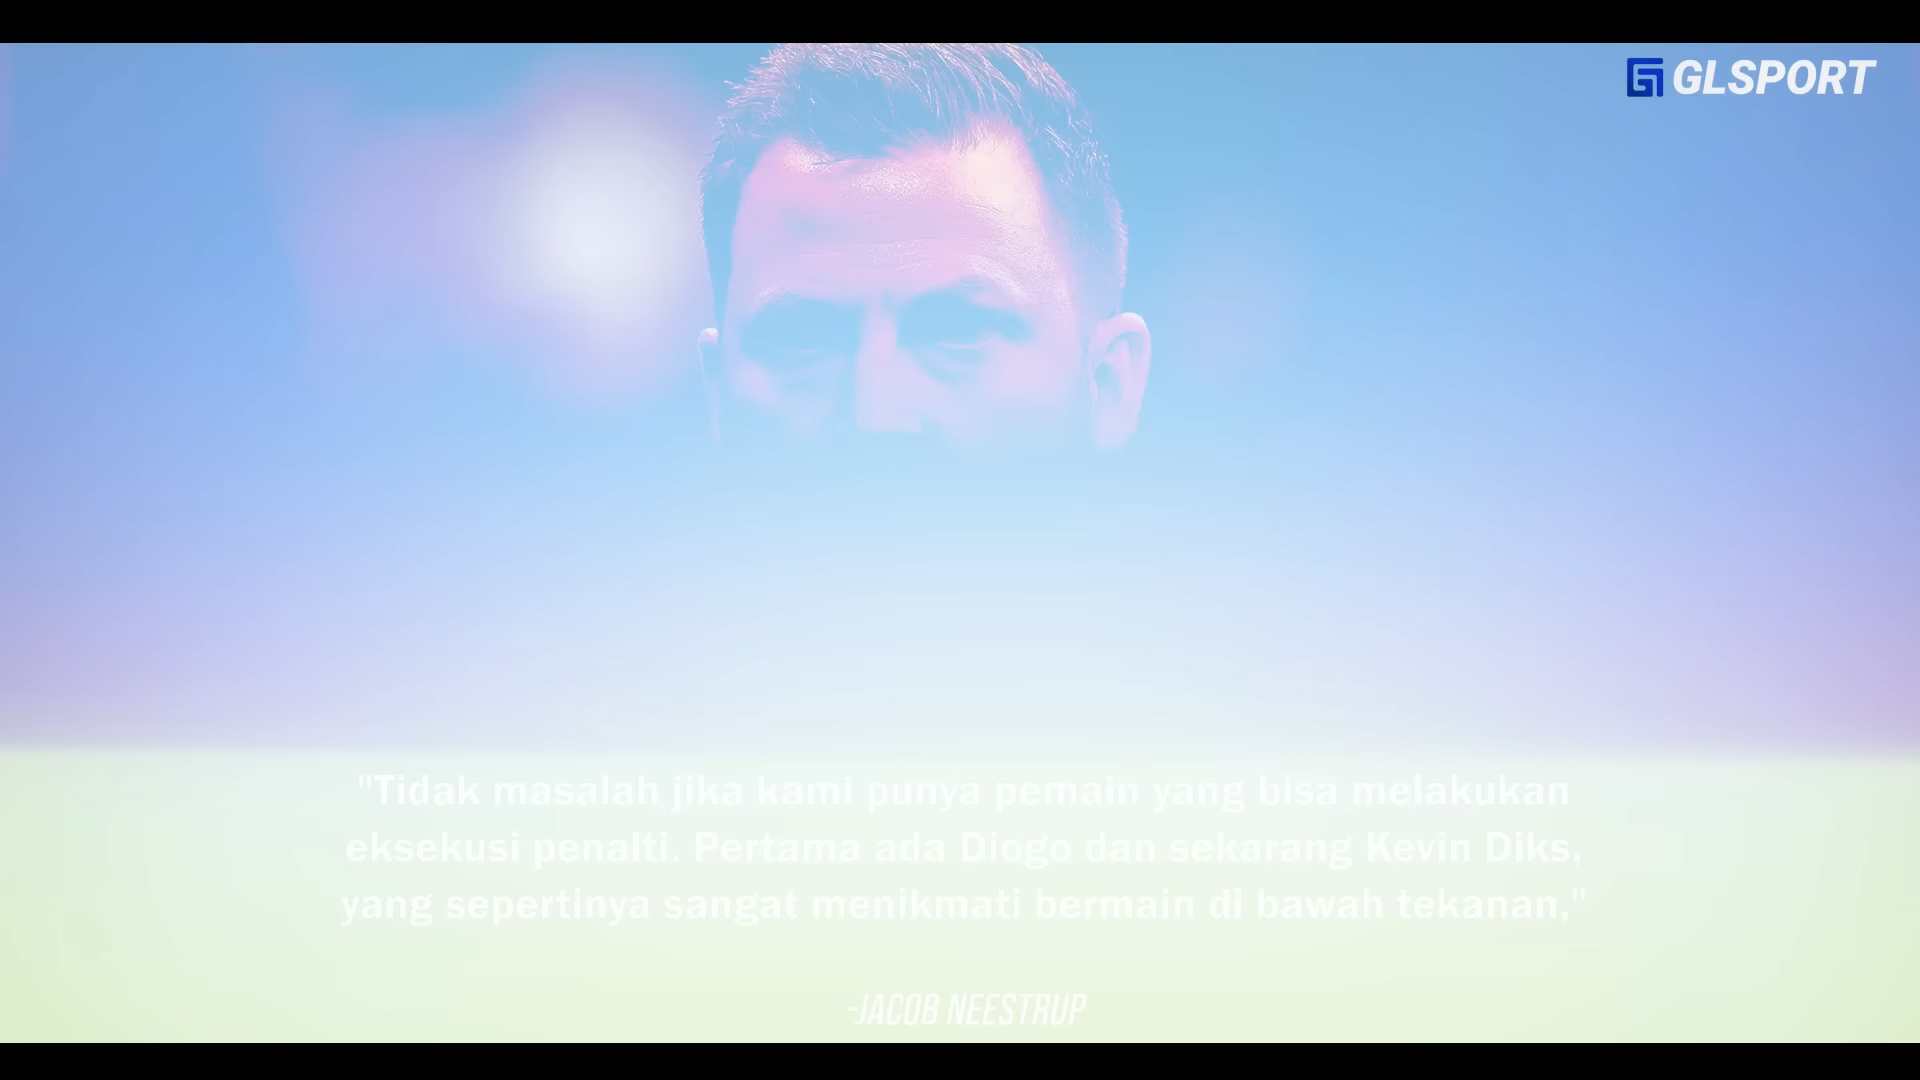 GLSPORT
"Tidak masalah jika kami punya pemain yang bisa melakukan
eksekusi penalti. Pertama ada Diogo dan sekarang Kevin Diks,
yang sepertinya sangat menikmati bermain di bawah tekanan,"
-JACOB NEESTRUP